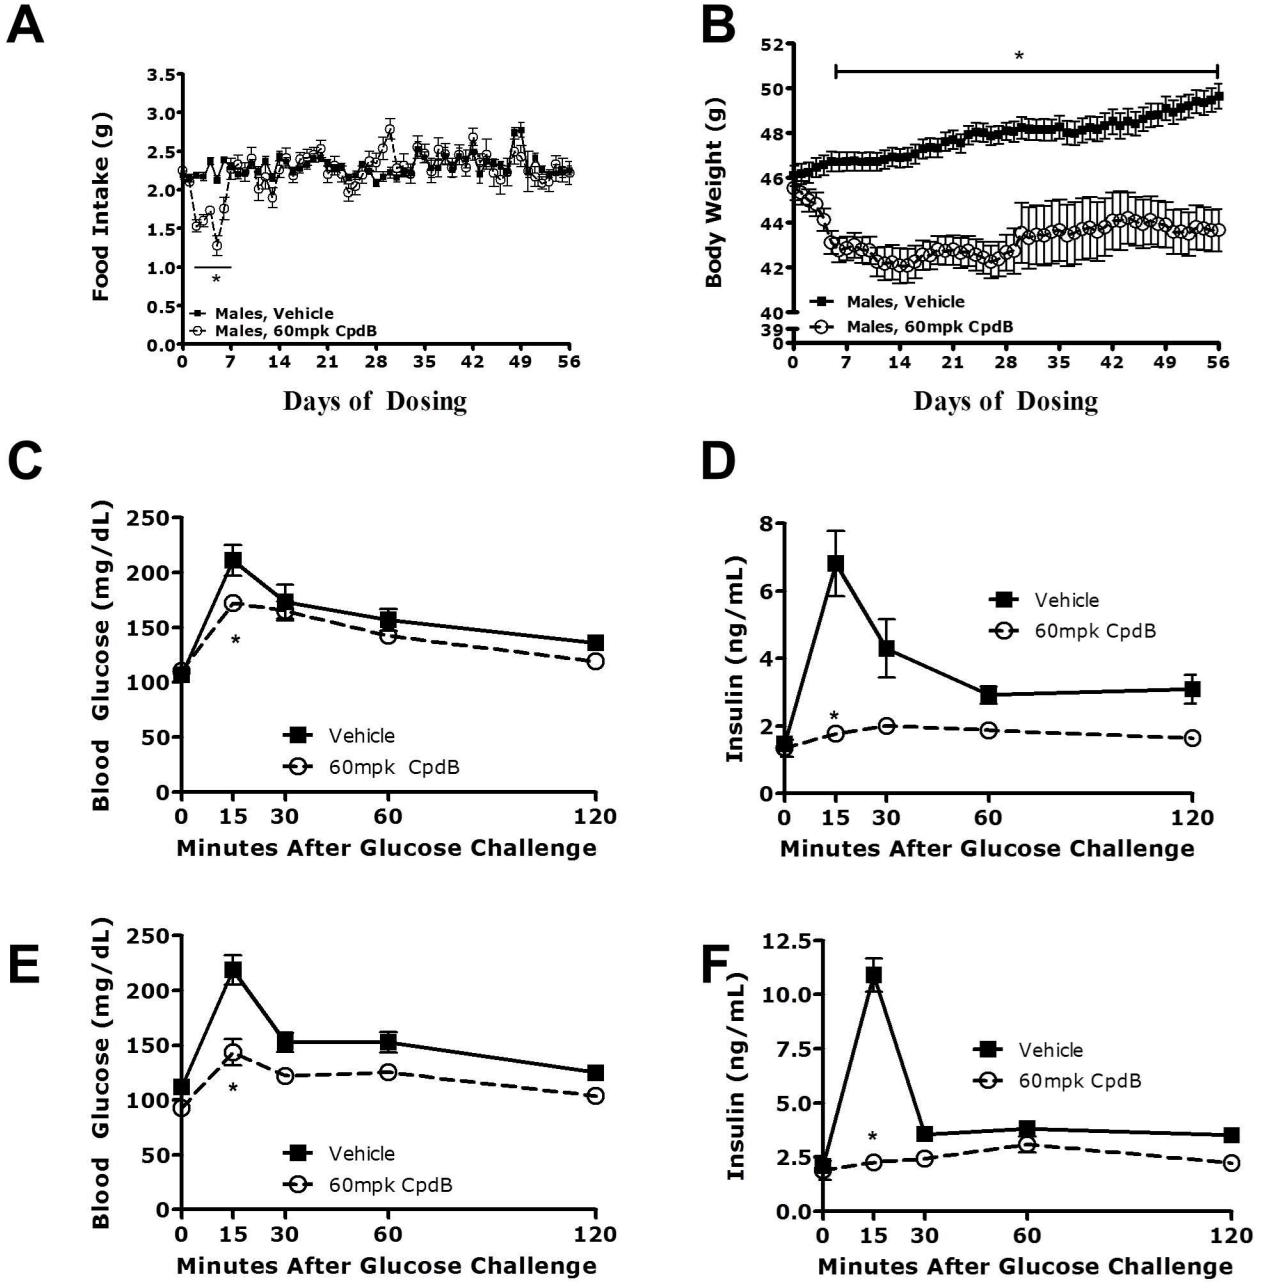 A
Food Intake (g)
3.5
3.0
2.5
2.0
1.5
1.0
0.5
0.0
*
Males, Vehicle
Males, 60mpk CpdB
0 7 14 21 28 35 42 49 56
Days of Dosing
B
Body Weight (g)
52
50
48
46
44
42
40
39
0
*
Males, Vehicle
Males, 60mpk CpdB
0 7 14 21 28 35 42 49 56
Days of Dosing
C
Blood Glucose (mg/dL)
250
200
150
100
50
0
*
Vehicle
60mpk CpdB
0 15 30 60 120
Minutes After Glucose Challenge
D
Insulin (ng/mL)
8
6
4
2
0
*
Vehicle
60mpk CpdB
0 15 30 60 120
Minutes After Glucose Challenge
E
Blood Glucose (mg/dL)
250
200
150
100
50
0
*
Vehicle
60mpk CpdB
0 15 30 60 120
Minutes After Glucose Challenge
F
Insulin (ng/mL)
12.5
10.0
7.5
5.0
2.5
0.0
*
Vehicle
60mpk CpdB
0 15 30 60 120
Minutes After Glucose Challenge